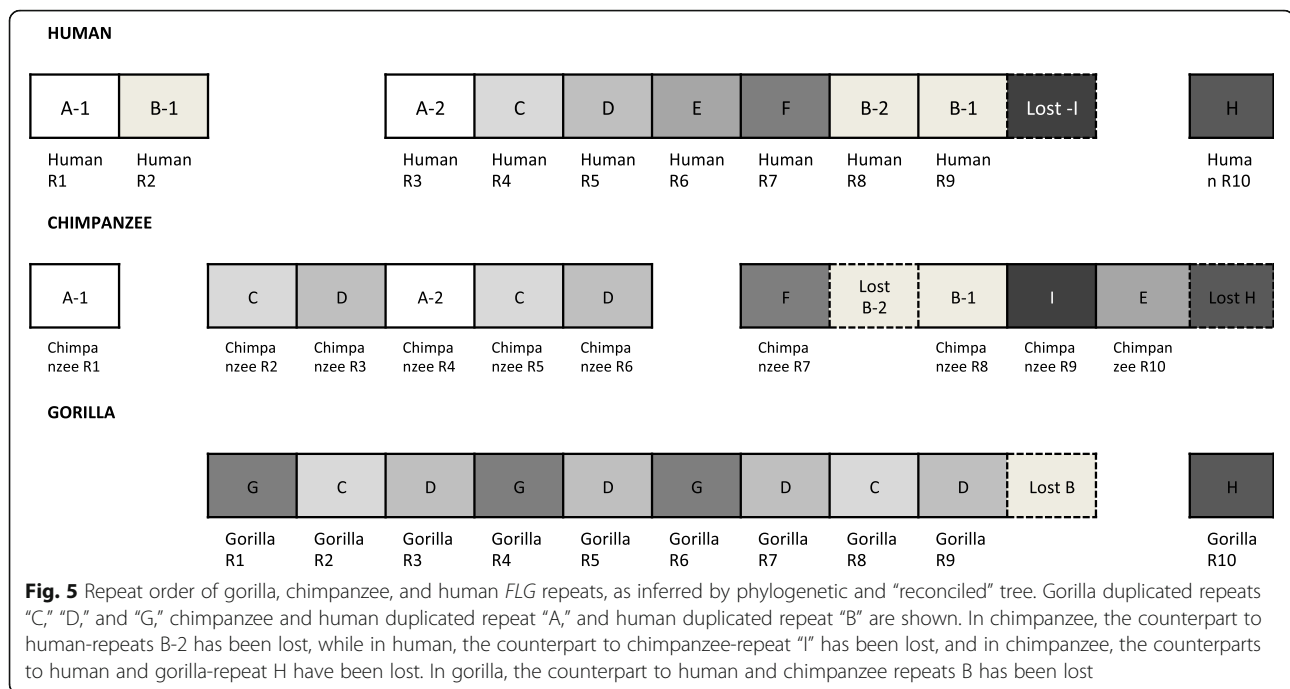 HUMAN
A-1 B-1 A-2 C D E F B-2 B-1 Lost -I H
Human Human Human Human Human Human Human Human Human Huma
R1 R2 R3 R4 R5 R6 R7 R8 R9 n R10
CHIMPANZEE
A-1 C D A-2 C D F Lost B-1 I E Lost H
B-2
Chimpa Chimpa Chimpa Chimpa Chimpa Chimpa Chimpa Chimpa Chimpa Chimpan
nzee R1 nzee R2 nzee R3 nzee R4 nzee R5 nzee R6 nzee R7 nzee R8 nzee R9 zee R10
GORILLA
G C D G D G D C D Lost B H
Gorilla Gorilla Gorilla Gorilla Gorilla Gorilla Gorilla Gorilla Gorilla Gorilla
R1 R2 R3 R4 R5 R6 R7 R8 R9 R10
Fig. 5 Repeat order of gorilla, chimpanzee, and human FLG repeats, as inferred by phylogenetic and “reconciled” tree. Gorilla duplicated repeats
“C,” “D,” and “G,” chimpanzee and human duplicated repeat “A,” and human duplicated repeat “B” are shown. In chimpanzee, the counterpart to
human-repeats B-2 has been lost, while in human, the counterpart to chimpanzee-repeat “I” has been lost, and in chimpanzee, the counterparts
to human and gorilla-repeat H have been lost. In gorilla, the counterpart to human and chimpanzee repeats B has been lost